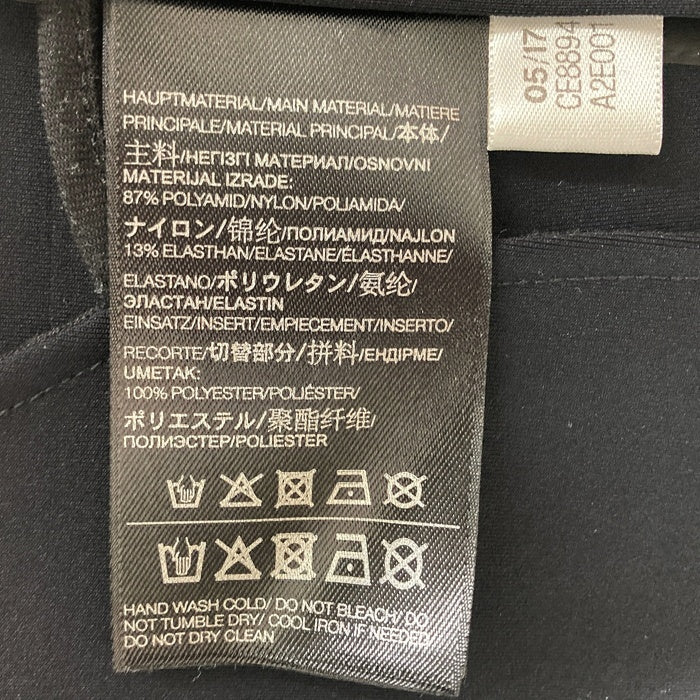 HAUPTMATERIAL/MAIN MATERIAL/MATIERE
PRINCIPALE/MATERIAL PRINCIPAL/本体/
主料/НЕГІЗГІ МАТЕРИАЛ/OSNOVNI
MATERIJAL IZRADE:
87% POLYAMID/NYLON/POLIAMIDA/
ナイロン/锦纶/ПОЛИАМИД/NAJLON
13% ELASTHAN/ELASTANE/ÉLASTHANNE/
ELASTANO/ポリウレタン/氨纶/
ЭЛАСТАН/ELASTIN
EINSATZ/INSERT/EMPIECEMENT/INSERTO/
RECORTE/切替部分/拼料/ЕНДІРМЕ/
UMETAK:
100% POLYESTER/POLIÉSTER/
ポリエステル/聚酯纤维/
ПОЛИЭСТЕР/POLIESTER
HAND WASH COLD/ DO NOT BLEACH/ DO
NOT TUMBLE DRY/ COOL IRON IF NEEDED/
DO NOT DRY CLEAN
05/17
CE8894
A2E001